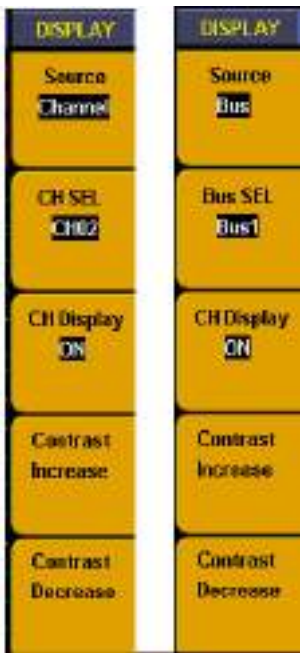 DISPLAY
Source
Channel
CH SEL
CH02
CH Display
ON
Contrast
Increase
Contrast
Decrease
DISPLAY
Source
Bus
Bus SEL
Bus1
CH Display
ON
Contrast
Increase
Contrast
Decrease